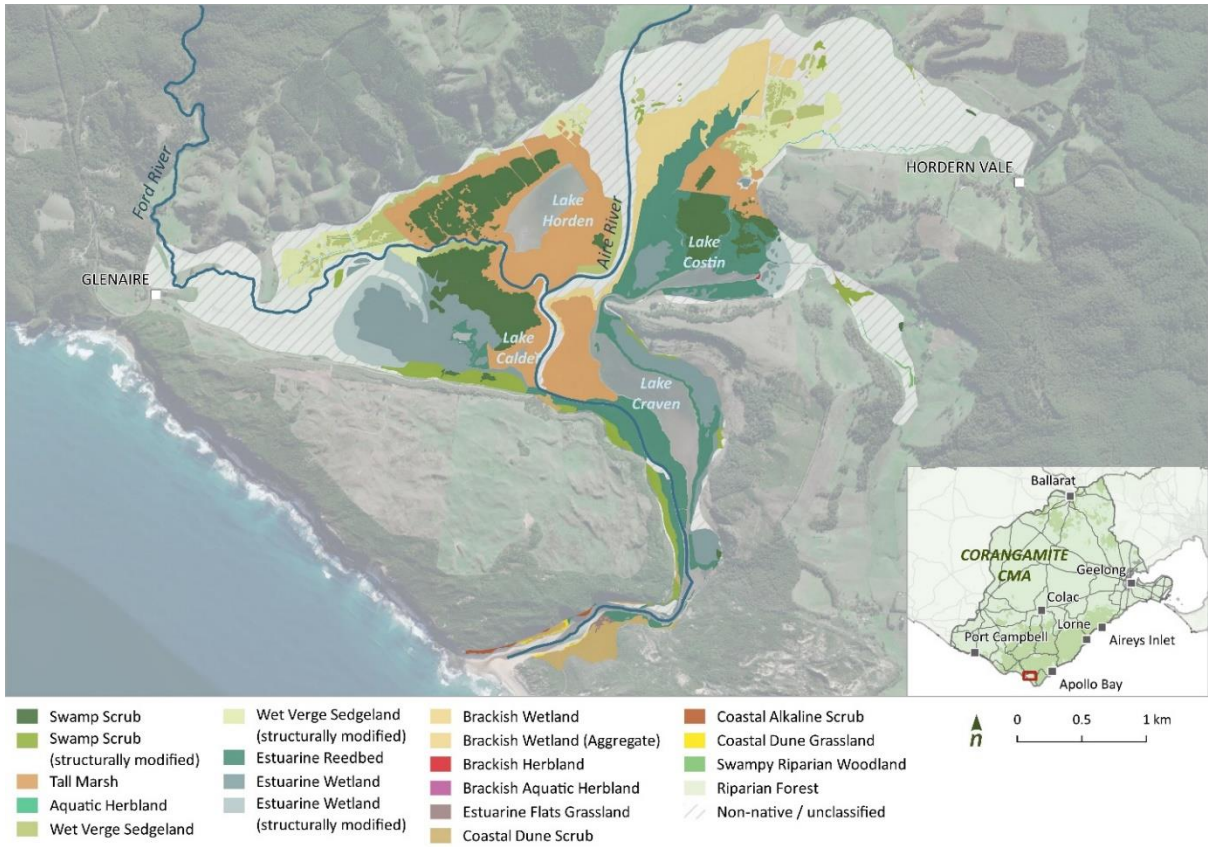 HORDERN VALE
Ford River
Lake
Horden
Aire River
Lake
Costin
GLENAIRE
Lake
Calder
Lake
Craven
Ballarat
CORANGAMITE
CMA
Geelong
Colac
Lorne
Port Campbell
Aireys Inlet
Apollo Bay
Swamp Scrub
Swamp Scrub
(structurally modified)
Tall Marsh
Aquatic Herbland
Wet Verge Sedgeland
Wet Verge Sedgeland
(structurally modified)
Estuarine Reedbed
Estuarine Wetland
Estuarine Wetland
(structurally modified)
Brackish Wetland
Brackish Wetland (Aggregate)
Brackish Herbland
Brackish Aquatic Herbland
Estuarine Flats Grassland
Coastal Dune Scrub
Coastal Alkaline Scrub
Coastal Dune Grassland
Swampy Riparian Woodland
Riparian Forest
Non-native / unclassified
n
0 0.5 1 km